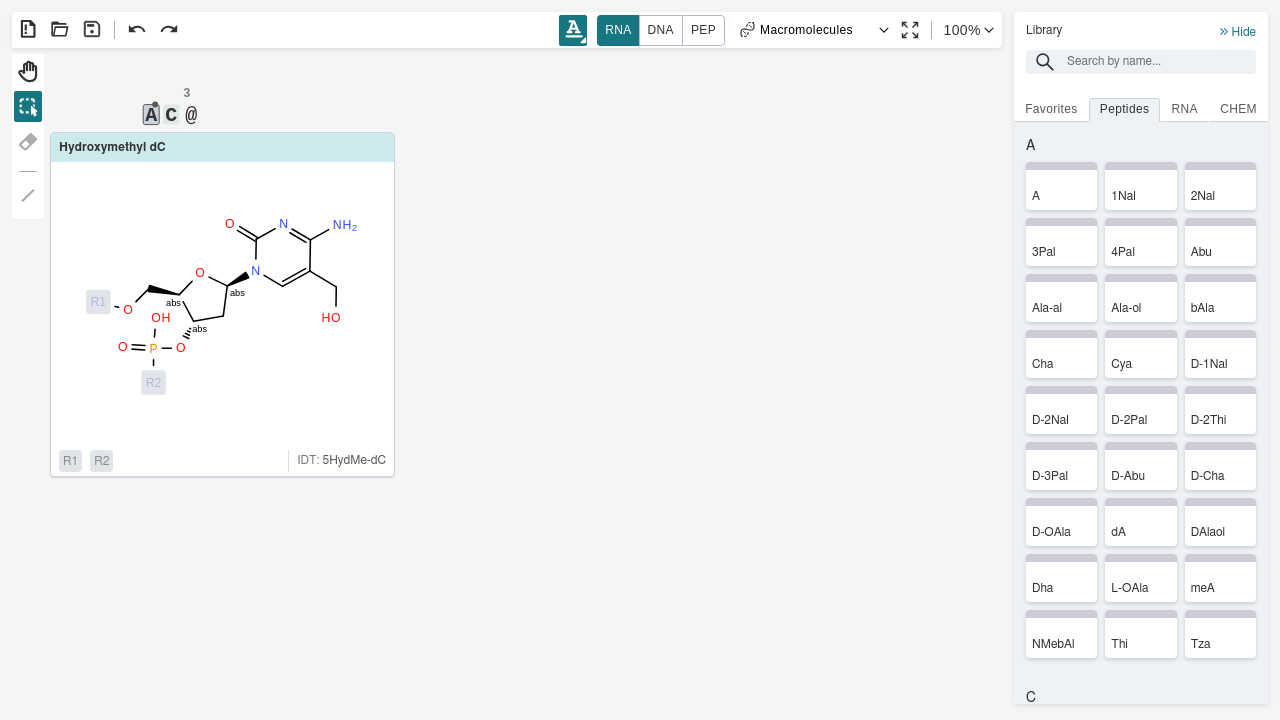 A RNA DNA PEP Macromolecules 100%
3
A C @
Hydroxymethyl dC
O N NH2
N
O
abs
abs
R1 O
OH HO
abs
O P O
R2
R1 R2 IDT: 5HydMe-dC
Library Hide
Search by name...
Favorites Peptides RNA CHEM
A
A 1Nal 2Nal
3Pal 4Pal Abu
Ala-al Ala-ol bAla
Cha Cya D-1Nal
D-2Nal D-2Pal D-2Thi
D-3Pal D-Abu D-Cha
D-OAla dA DAlaol
Dha L-OAla meA
NMebAl Thi Tza
C